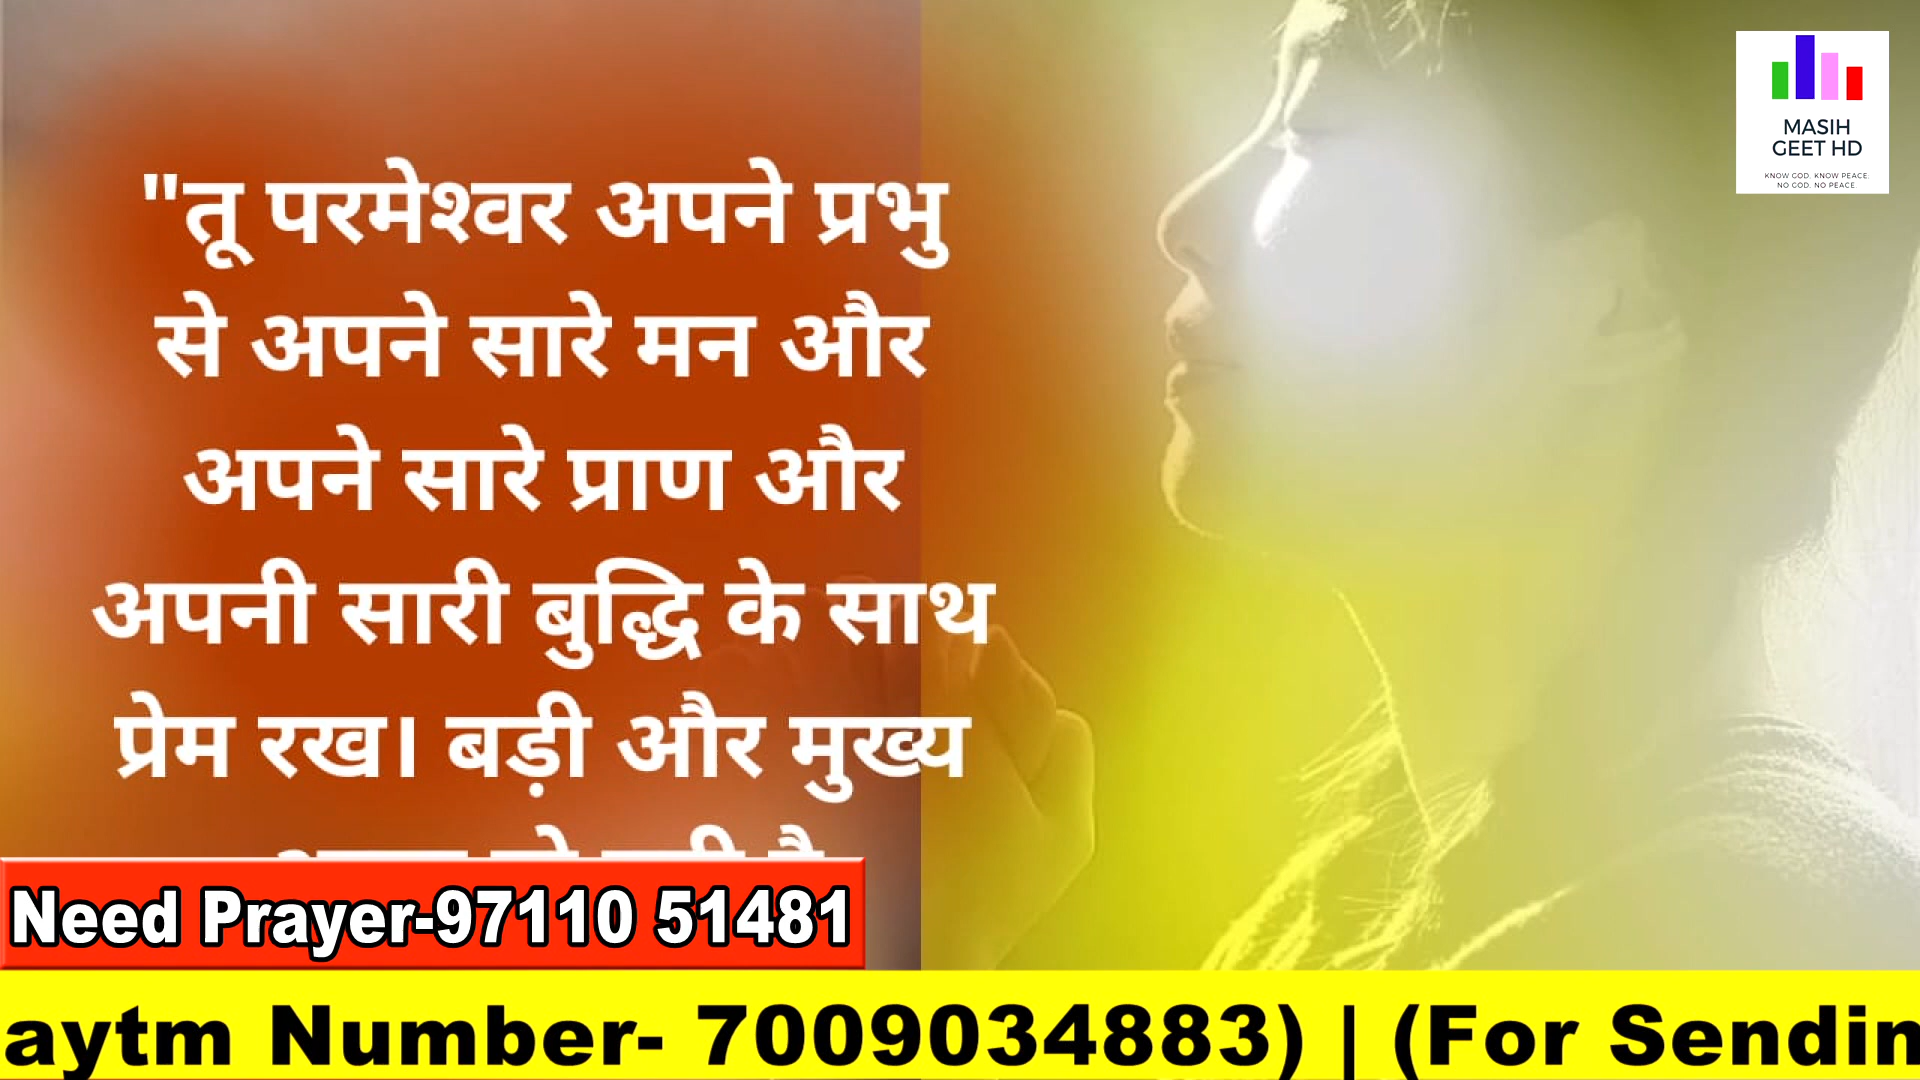 "तू परमेश्वर अपने प्रभु
से अपने सारे मन और
अपने सारे प्राण और
अपनी सारी बुद्धि के साथ
प्रेम रख। बड़ी और मुख्य
MASIH
GEET HD
KNOW GOD. KNOW PEACE.
NO GOD. NO PEACE.
Need Prayer-97110 51481
aytm Number- 7009034883) | (For Sendin